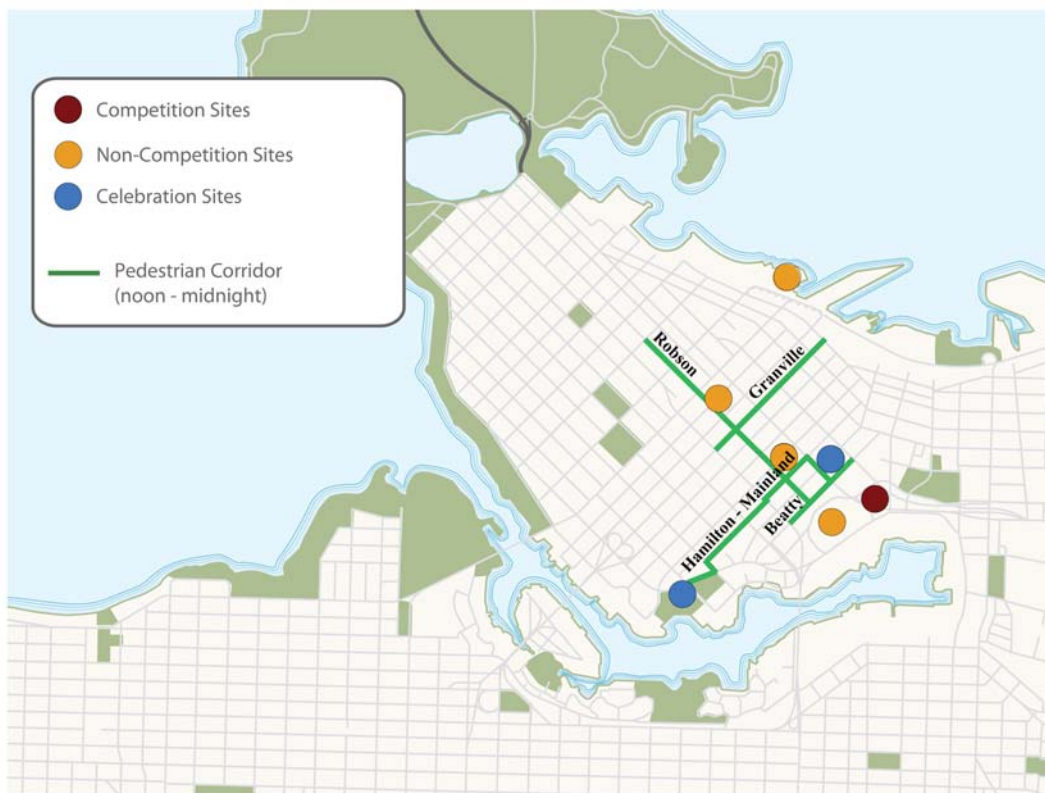 Competition Sites
Non-Competition Sites
Celebration Sites
Pedestrian Corridor
(noon - midnight)
Robson
Granville
Hamilton - Mainland
Beatty